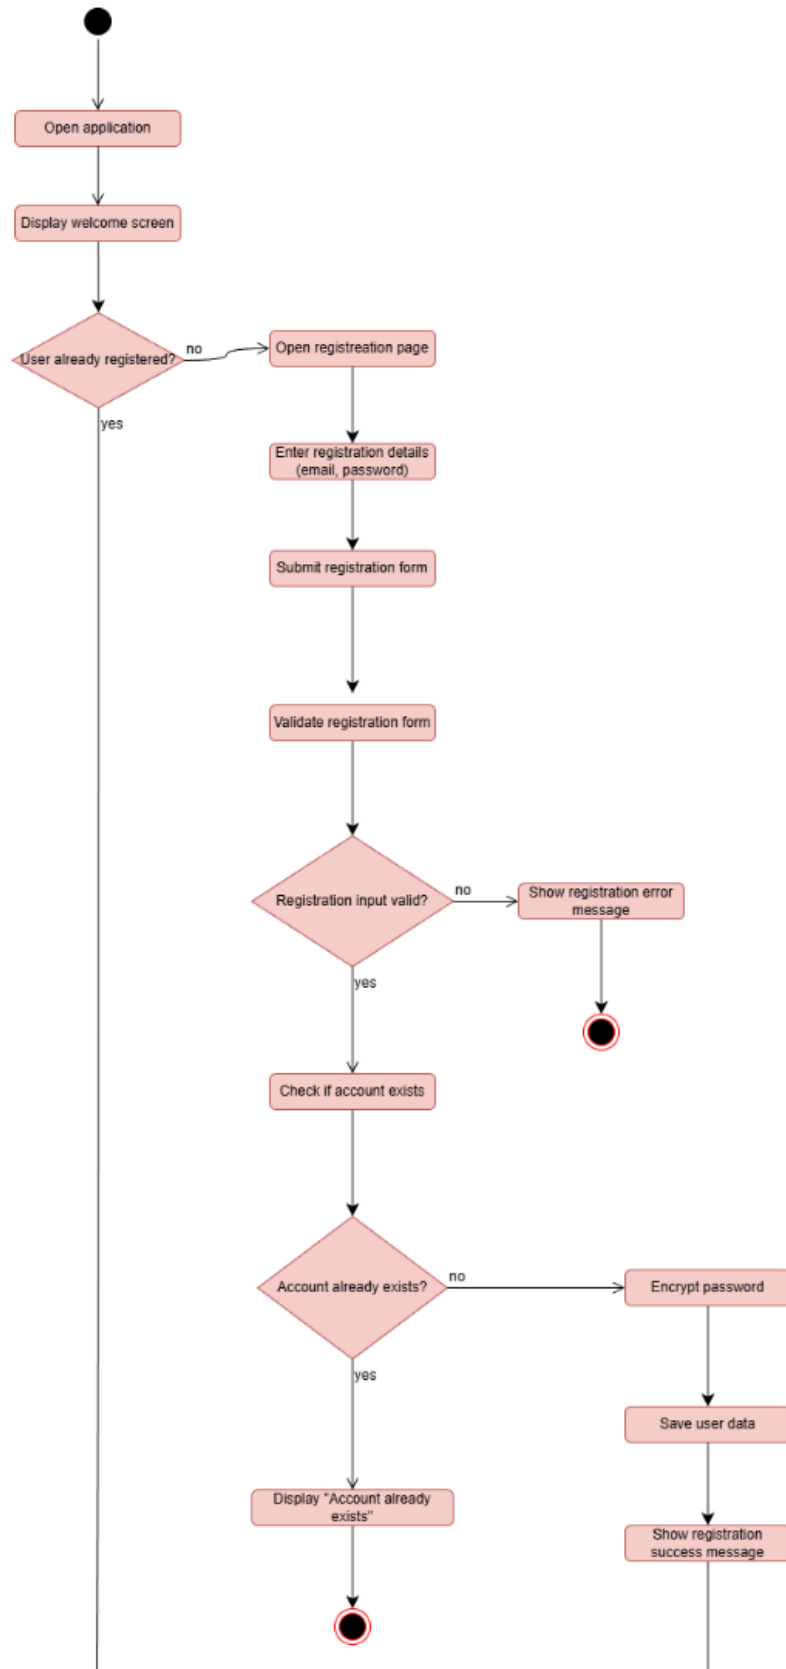 Open application
Display welcome screen
User already registered?
no
Open registreation page
yes
Enter registration details
(email, password)
Submit registration form
Validate registration form
Registration input valid?
no
Show registration error
message
yes
Check if account exists
Account already exists?
no
Encrypt password
yes
Save user data
Display "Account already
exists"
Show registration
success message